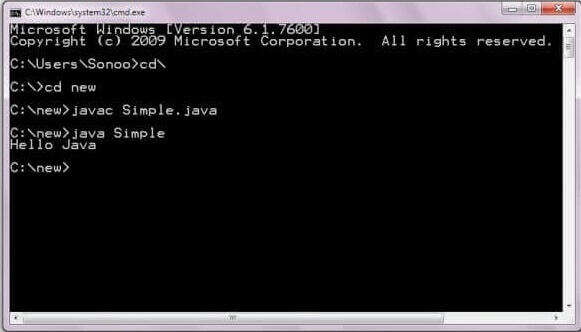 C:\Windows\system32\cmd.exe
Microsoft Windows [Version 6.1.7600]
Copyright (c) 2009 Microsoft Corporation.  All rights reserved.
C:\Users\Sonoo>cd\
C:\>cd new
C:\new>javac Simple.java
C:\new>java Simple
Hello Java
C:\new>